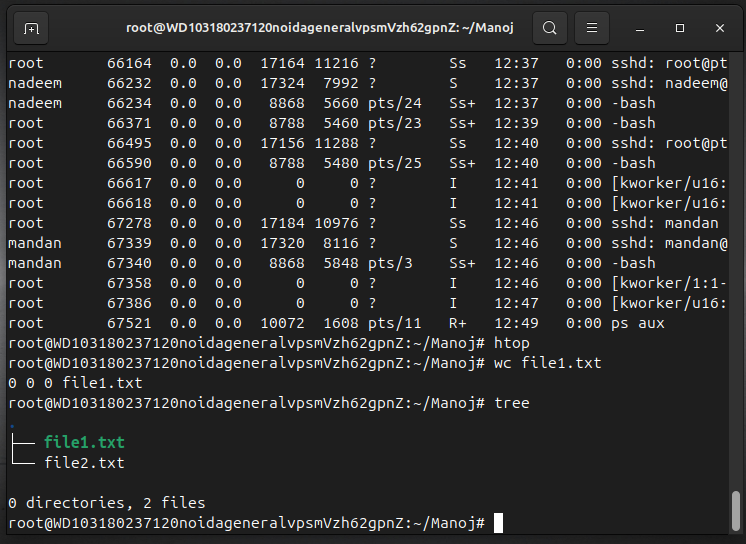 root@WD103180237120noidageneralvpsmVzh62gpnZ: ~/Manoj
root 66164 0.0 0.0 17164 11216 ? Ss 12:37 0:00 sshd: root@pt
nadeem 66232 0.0 0.0 17324 7992 ? S 12:37 0:00 sshd: nadeem@
nadeem 66234 0.0 0.0 8868 5660 pts/24 Ss+ 12:37 0:00 -bash
root 66371 0.0 0.0 8788 5460 pts/23 Ss+ 12:39 0:00 -bash
root 66495 0.0 0.0 17156 11288 ? Ss 12:40 0:00 sshd: root@pt
root 66590 0.0 0.0 8788 5480 pts/25 Ss+ 12:40 0:00 -bash
root 66617 0.0 0.0 0 0 ? I 12:41 0:00 [kworker/u16:
root 66618 0.0 0.0 0 0 ? I 12:41 0:00 [kworker/u16:
root 67278 0.0 0.0 17184 10976 ? Ss 12:46 0:00 sshd: mandan
mandan 67339 0.0 0.0 17320 8116 ? S 12:46 0:00 sshd: mandan@
mandan 67340 0.0 0.0 8868 5848 pts/3 Ss+ 12:46 0:00 -bash
root 67358 0.0 0.0 0 0 ? I 12:46 0:00 [kworker/1:1-
root 67386 0.0 0.0 0 0 ? I 12:47 0:00 [kworker/u16:
root 67521 0.0 0.0 10072 1608 pts/11 R+ 12:49 0:00 ps aux
root@WD103180237120noidageneralvpsmVzh62gpnZ:~/Manoj# htop
root@WD103180237120noidageneralvpsmVzh62gpnZ:~/Manoj# wc file1.txt
0 0 0 file1.txt
root@WD103180237120noidageneralvpsmVzh62gpnZ:~/Manoj# tree
.
├── file1.txt
└── file2.txt
0 directories, 2 files
root@WD103180237120noidageneralvpsmVzh62gpnZ:~/Manoj#